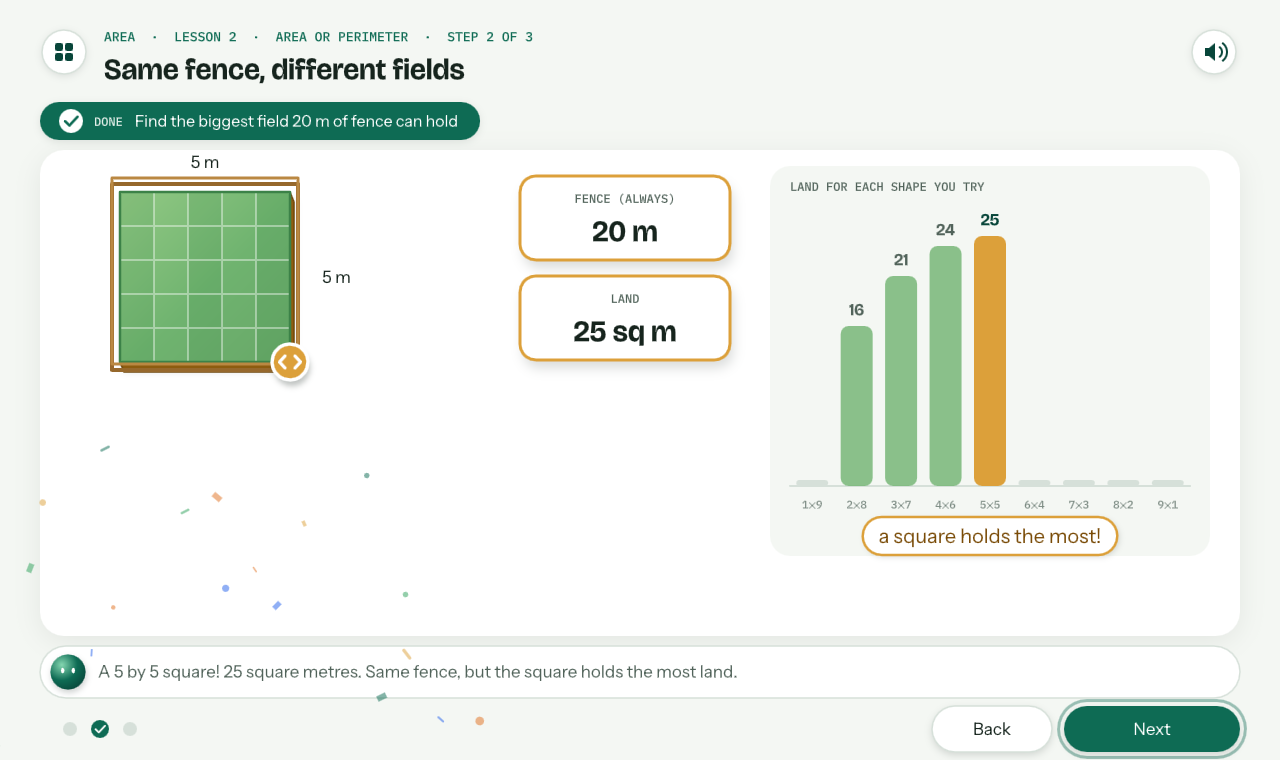 AREA · LESSON 2 · AREA OR PERIMETER · STEP 2 OF 3
Same fence, different fields
DONE Find the biggest field 20 m of fence can hold
5 m
5 m
FENCE (ALWAYS)
20 m
LAND
25 sq m
LAND FOR EACH SHAPE YOU TRY
16
21
24
25
1×9 2×8 3×7 4×6 5×5 6×4 7×3 8×2 9×1
a square holds the most!
A 5 by 5 square! 25 square metres. Same fence, but the square holds the most land.
Back
Next